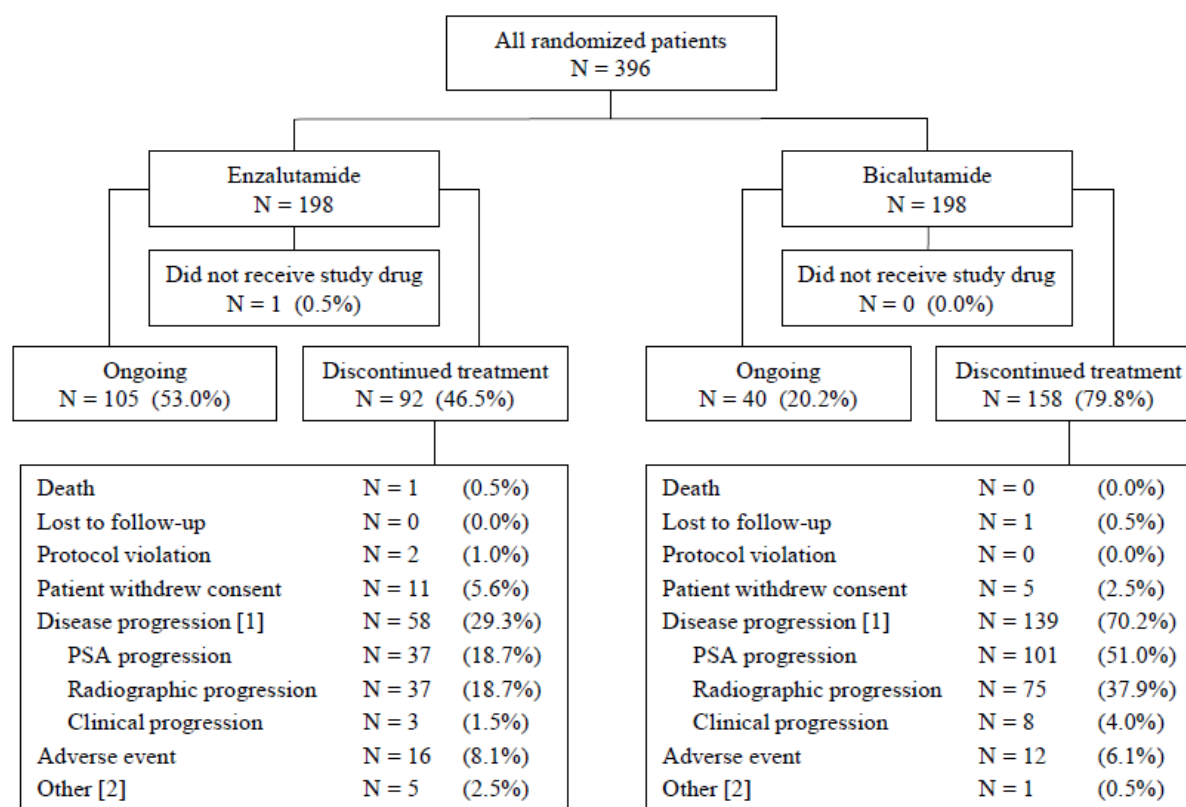 All randomized patients
N = 396
Enzalutamide
N = 198
Bicalutamide
N = 198
Did not receive study drug
N = 1 (0.5%)
Did not receive study drug
N = 0 (0.0%)
Ongoing
N = 105 (53.0%)
Discontinued treatment
N = 92 (46.5%)
Ongoing
N = 40 (20.2%)
Discontinued treatment
N = 158 (79.8%)
Death N = 1 (0.5%)
Lost to follow-up N = 0 (0.0%)
Protocol violation N = 2 (1.0%)
Patient withdrew consent N = 11 (5.6%)
Disease progression [1] N = 58 (29.3%)
PSA progression N = 37 (18.7%)
Radiographic progression N = 37 (18.7%)
Clinical progression N = 3 (1.5%)
Adverse event N = 16 (8.1%)
Other [2] N = 5 (2.5%)
Death N = 0 (0.0%)
Lost to follow-up N = 1 (0.5%)
Protocol violation N = 0 (0.0%)
Patient withdrew consent N = 5 (2.5%)
Disease progression [1] N = 139 (70.2%)
PSA progression N = 101 (51.0%)
Radiographic progression N = 75 (37.9%)
Clinical progression N = 8 (4.0%)
Adverse event N = 12 (6.1%)
Other [2] N = 1 (0.5%)